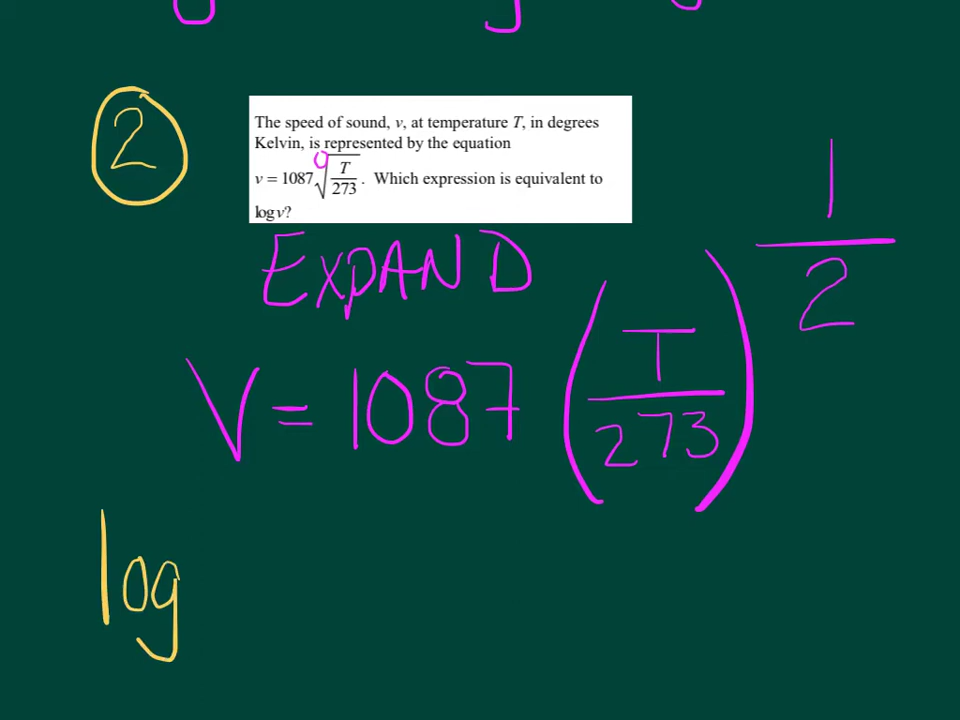 2
The speed of sound, v, at temperature T, in degrees
Kelvin, is represented by the equation
v = 1087√(T/273). Which expression is equivalent to
log v?
EXPAND
V = 1087 (T/273)^(1/2)
log